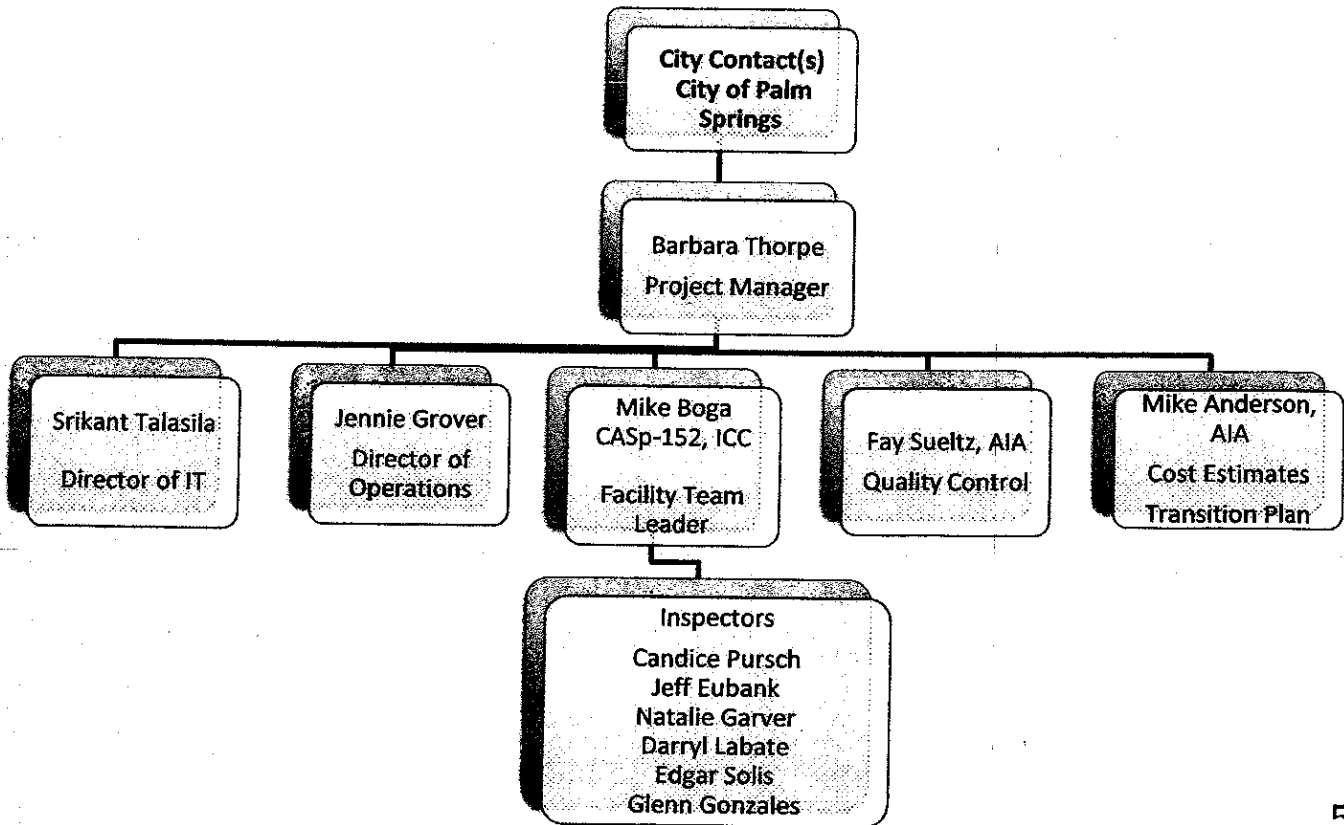 City Contact(s)
City of Palm
Springs
Barbara Thorpe
Project Manager
Srikant Talasila
Director of IT
Jennie Grover
Director of
Operations
Mike Boga
CASp-152, ICC
Facility Team
Leader
Fay Sueltz, AIA
Quality Control
Mike Anderson,
AIA
Cost Estimates
Transition Plan
Inspectors
Candice Pursch
Jeff Eubank
Natalie Garver
Darryl Labate
Edgar Solis
Glenn Gonzales